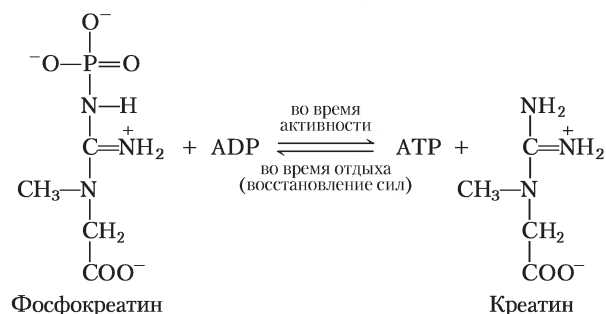 O⁻
⁻O—P=O
N—H NH₂
C=N⁺H₂ + ADP во время активности ATP + C=N⁺H₂
во время отдыха
(восстановление сил)
CH₃—N CH₃—N
CH₂ CH₂
COO⁻ COO⁻
Фосфокреатин Креатин